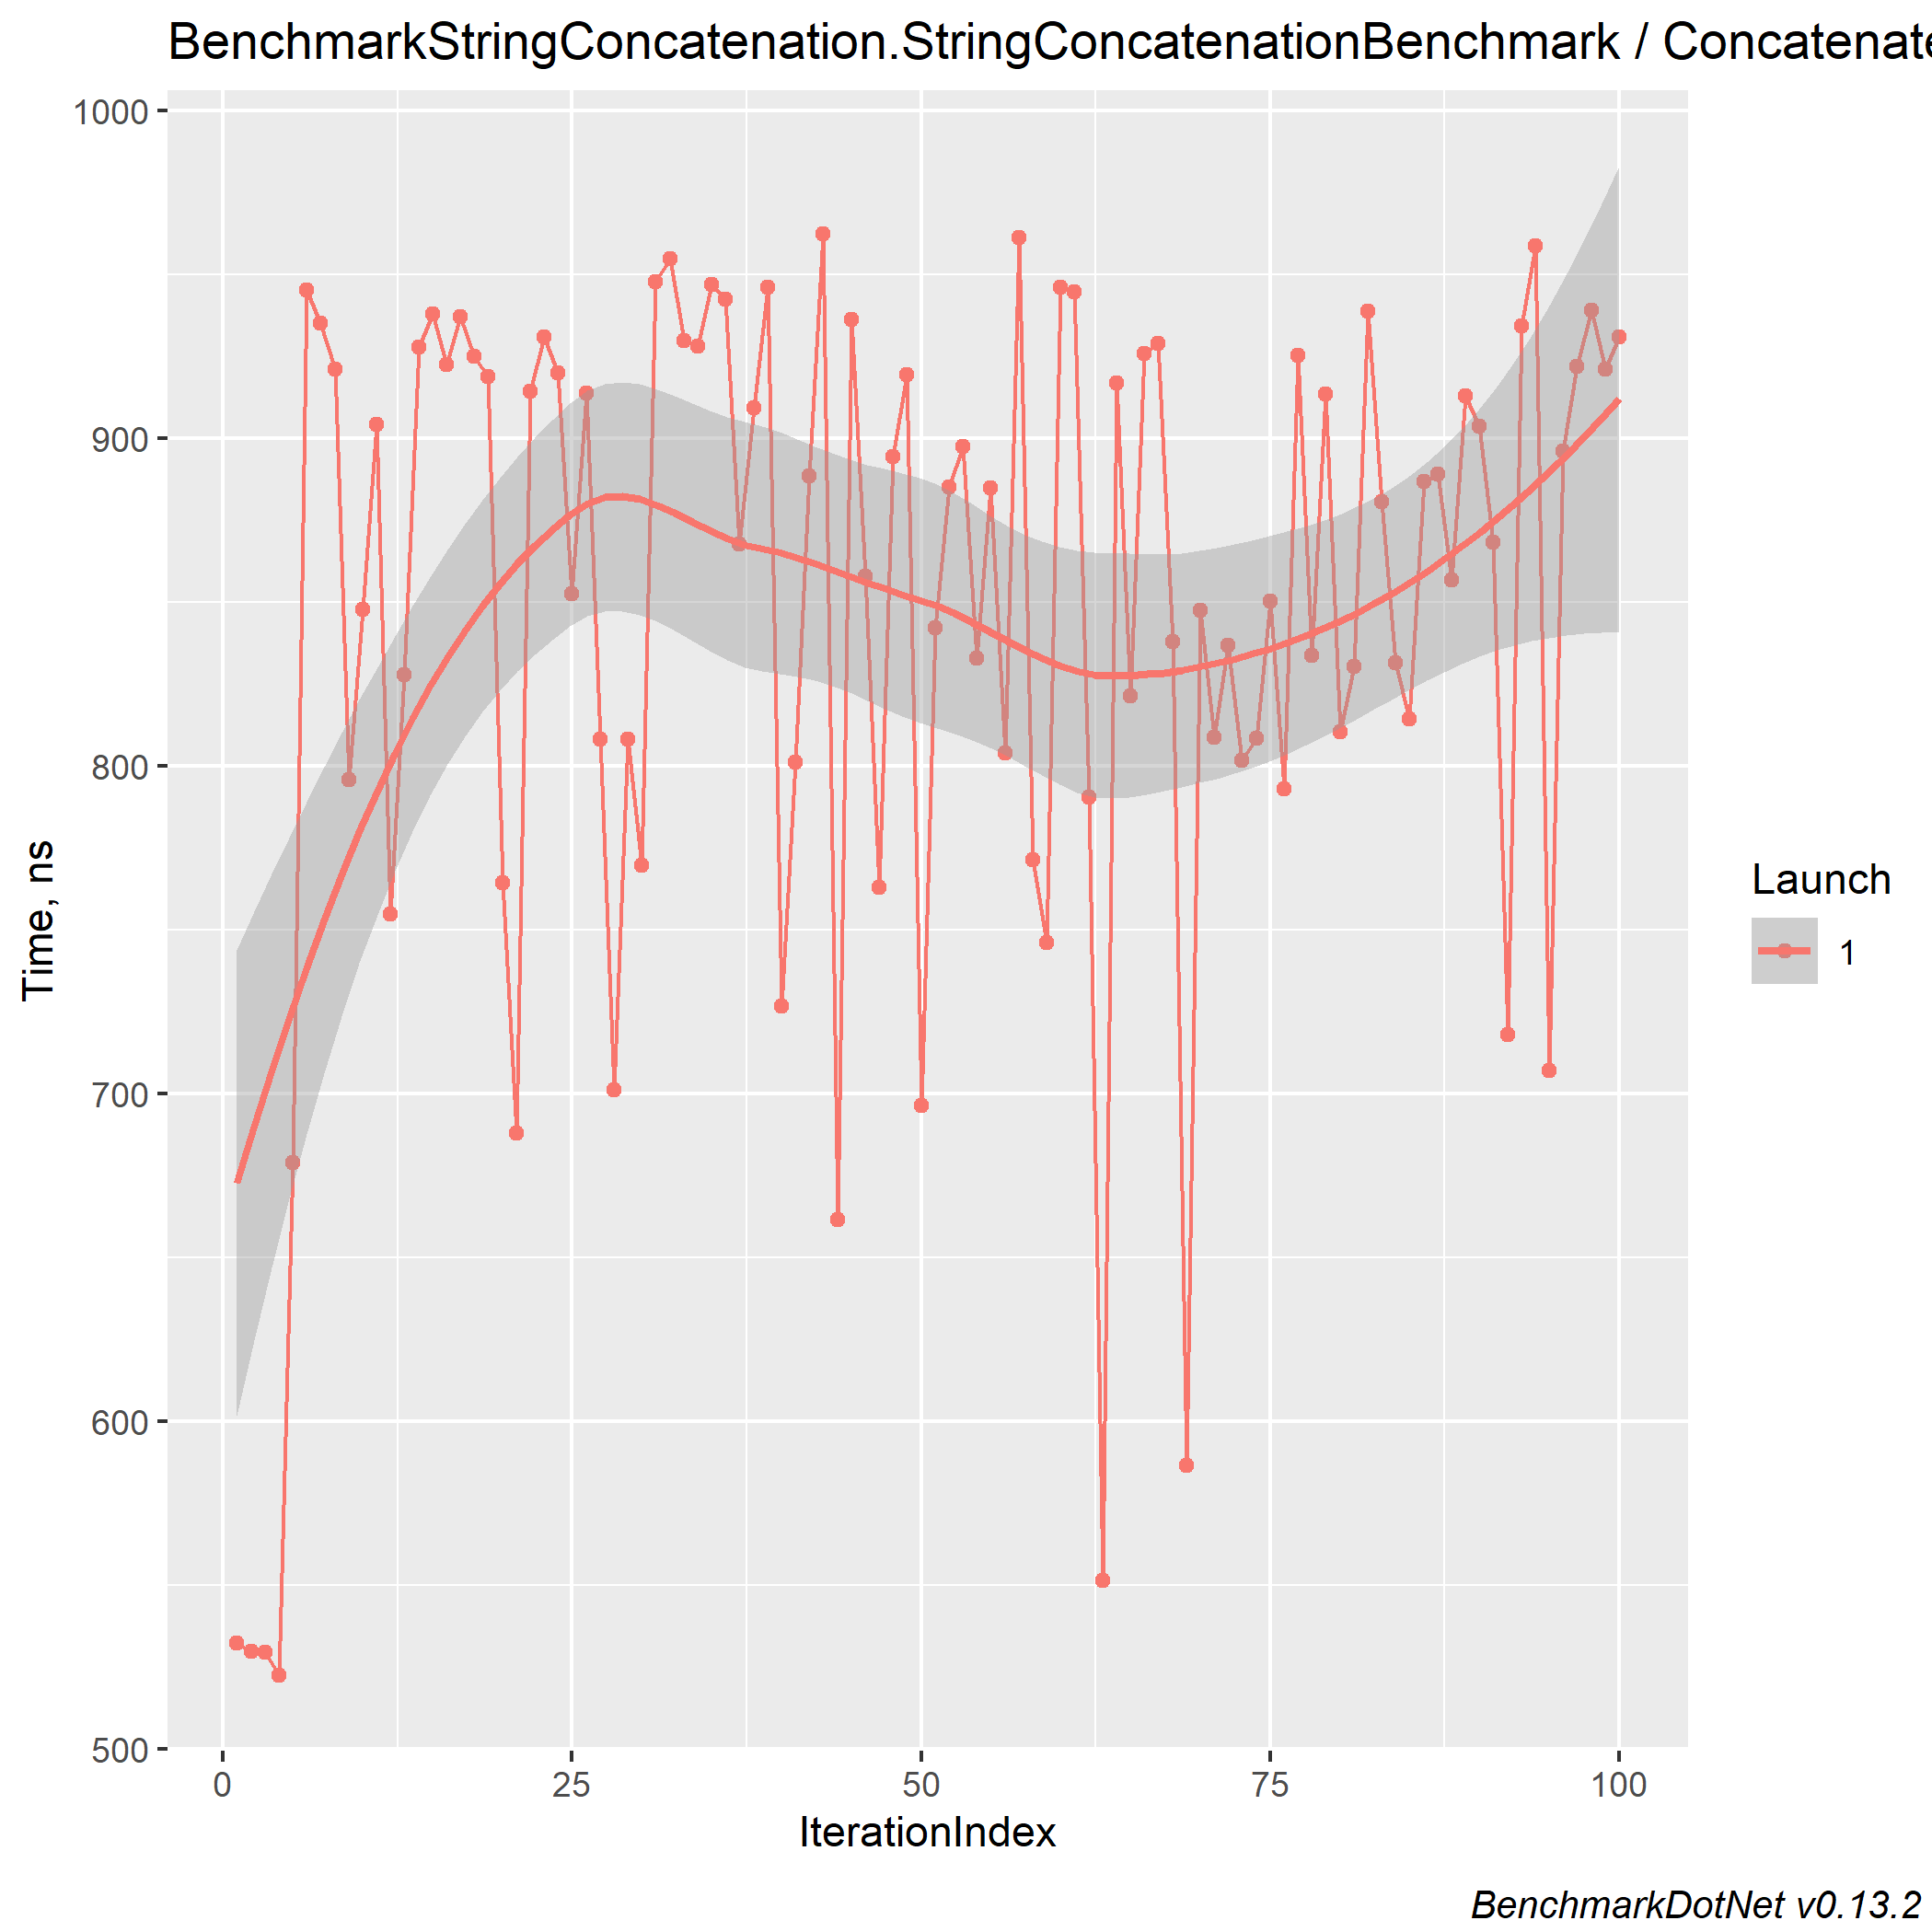 BenchmarkStringConcatenation.StringConcatenationBenchmark / Concatenate
1000
900
800
700
600
500
Time, ns
0 25 50 75 100
IterationIndex
Launch
1
BenchmarkDotNet v0.13.2